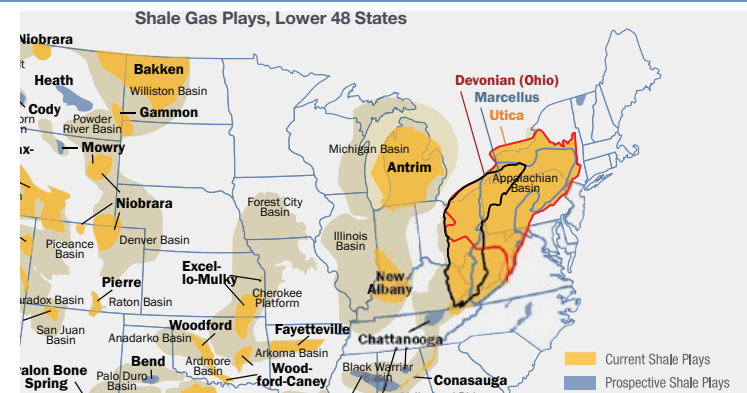 Shale Gas Plays, Lower 48 States
Niobrara
Heath
Cody
Powder
River Basin
Mowry
Bakken
Williston Basin
Gammon
Niobrara
Denver Basin
Piceance
Basin
Pierre
Raton Basin
San Juan
Basin
Anadarko Basin
Palo Duro
Basin
Bend
Spring
Forest City
Basin
Excel-
lo-Mulky
Cherokee
Platform
Woodford
Ardmore
Basin
Fayetteville
Arkoma Basin
Wood-
ford-Caney
Michigan Basin
Antrim
Illinois
Basin
New
Albany
Chattanooga
Black Warrior
Conasauga
Devonian (Ohio)
Marcellus
Utica
Appalachian
Basin
Current Shale Plays
Prospective Shale Plays